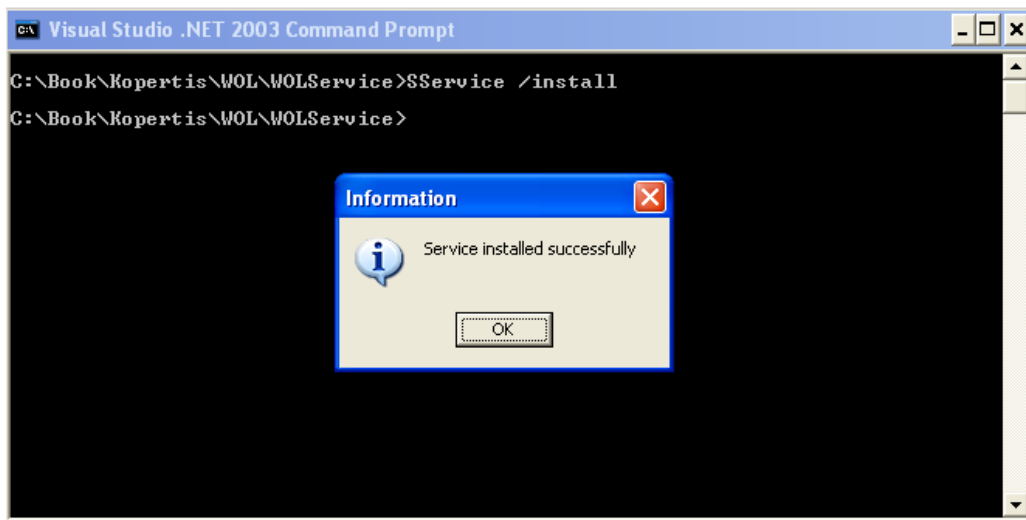 Visual Studio .NET 2003 Command Prompt
C:\Book\Kopertis\WOL\WOLService>SService /install
C:\Book\Kopertis\WOL\WOLService>
Information
Service installed successfully
OK